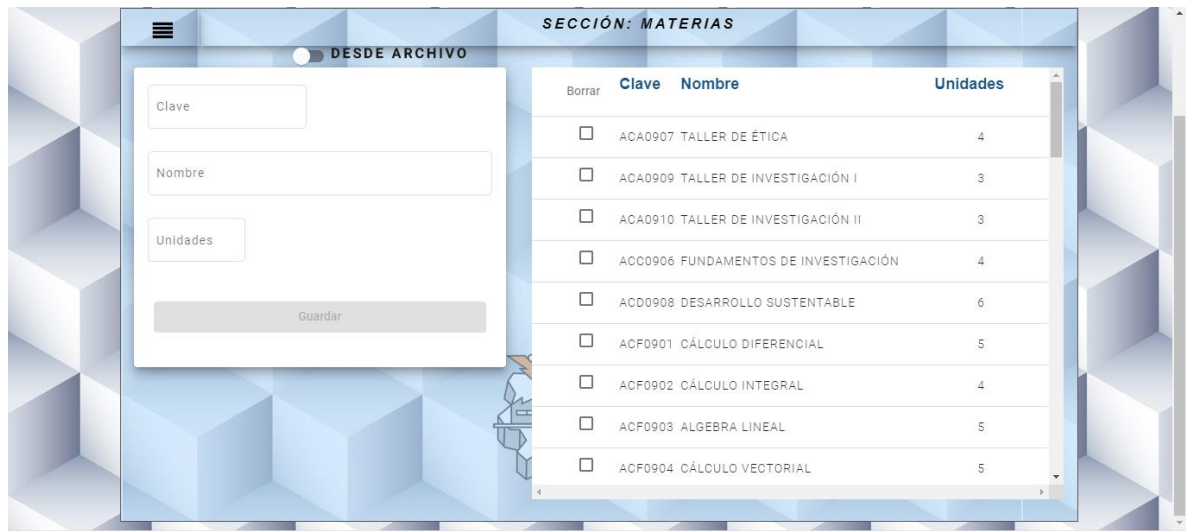 SECCIÓN: MATERIAS
DESDE ARCHIVO
Clave
Nombre
Unidades
Guardar
Borrar Clave Nombre Unidades
ACA0907 TALLER DE ÉTICA 4
ACA0909 TALLER DE INVESTIGACIÓN I 3
ACA0910 TALLER DE INVESTIGACIÓN II 3
ACC0906 FUNDAMENTOS DE INVESTIGACIÓN 4
ACD0908 DESARROLLO SUSTENTABLE 6
ACF0901 CÁLCULO DIFERENCIAL 5
ACF0902 CÁLCULO INTEGRAL 4
ACF0903 ALGEBRA LINEAL 5
ACF0904 CÁLCULO VECTORIAL 5